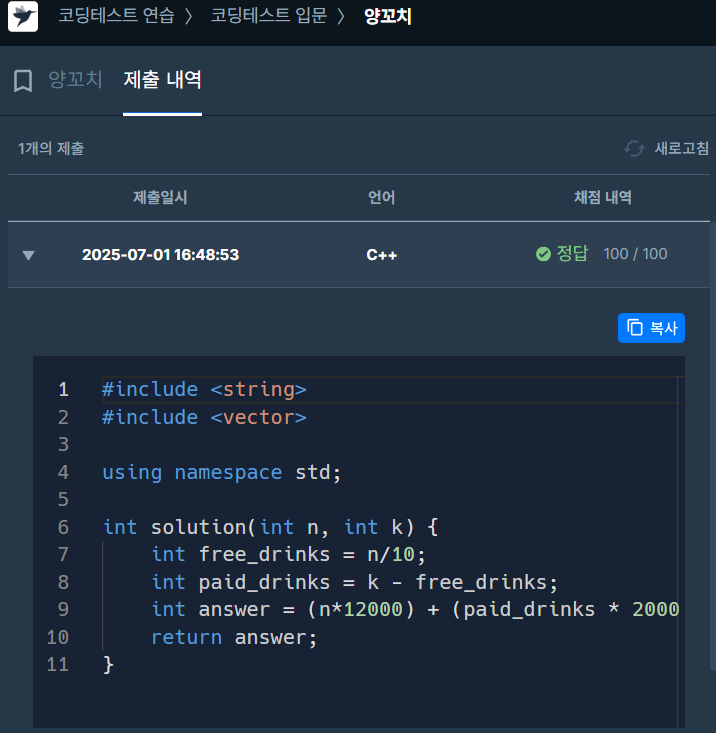 코딩테스트 연습 〉 코딩테스트 입문 〉 양꼬치
양꼬치 제출 내역
1개의 제출 새로고침
제출일시 언어 채점 내역
▼ 2025-07-01 16:48:53 C++ 정답 100 / 100
복사
1 #include <string>
2 #include <vector>
3
4 using namespace std;
5
6 int solution(int n, int k) {
7 int free_drinks = n/10;
8 int paid_drinks = k - free_drinks;
9 int answer = (n*12000) + (paid_drinks * 2000
10 return answer;
11 }